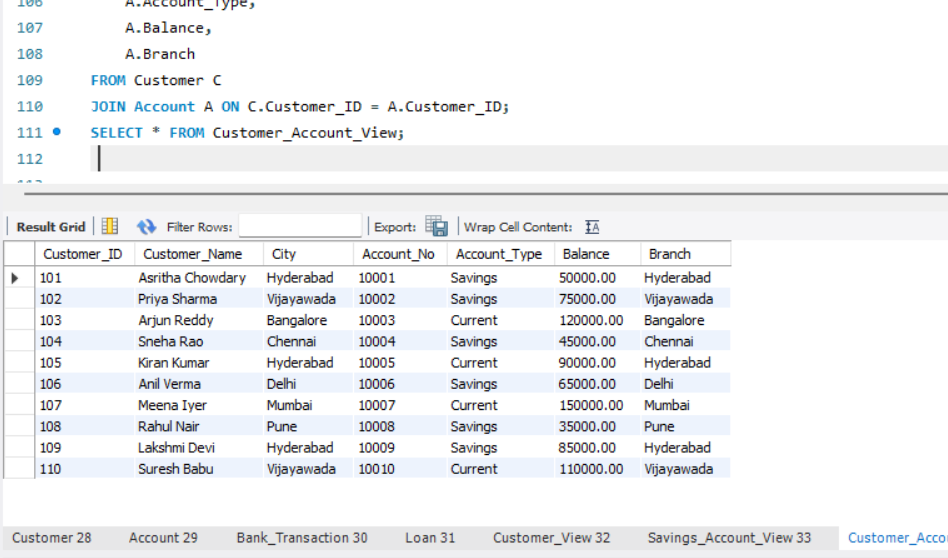 106 A.Account_Type,
107 A.Balance,
108 A.Branch
109 FROM Customer C
110 JOIN Account A ON C.Customer_ID = A.Customer_ID;
111 SELECT * FROM Customer_Account_View;
112
Result Grid Filter Rows: Export: Wrap Cell Content: IA
Customer_ID Customer_Name City Account_No Account_Type Balance Branch
101 Asritha Chowdary Hyderabad 10001 Savings 50000.00 Hyderabad
102 Priya Sharma Vijayawada 10002 Savings 75000.00 Vijayawada
103 Arjun Reddy Bangalore 10003 Current 120000.00 Bangalore
104 Sneha Rao Chennai 10004 Savings 45000.00 Chennai
105 Kiran Kumar Hyderabad 10005 Current 90000.00 Hyderabad
106 Anil Verma Delhi 10006 Savings 65000.00 Delhi
107 Meena Iyer Mumbai 10007 Current 150000.00 Mumbai
108 Rahul Nair Pune 10008 Savings 35000.00 Pune
109 Lakshmi Devi Hyderabad 10009 Savings 85000.00 Hyderabad
110 Suresh Babu Vijayawada 10010 Current 110000.00 Vijayawada
Customer 28 Account 29 Bank_Transaction 30 Loan 31 Customer_View 32 Savings_Account_View 33 Customer_Acco